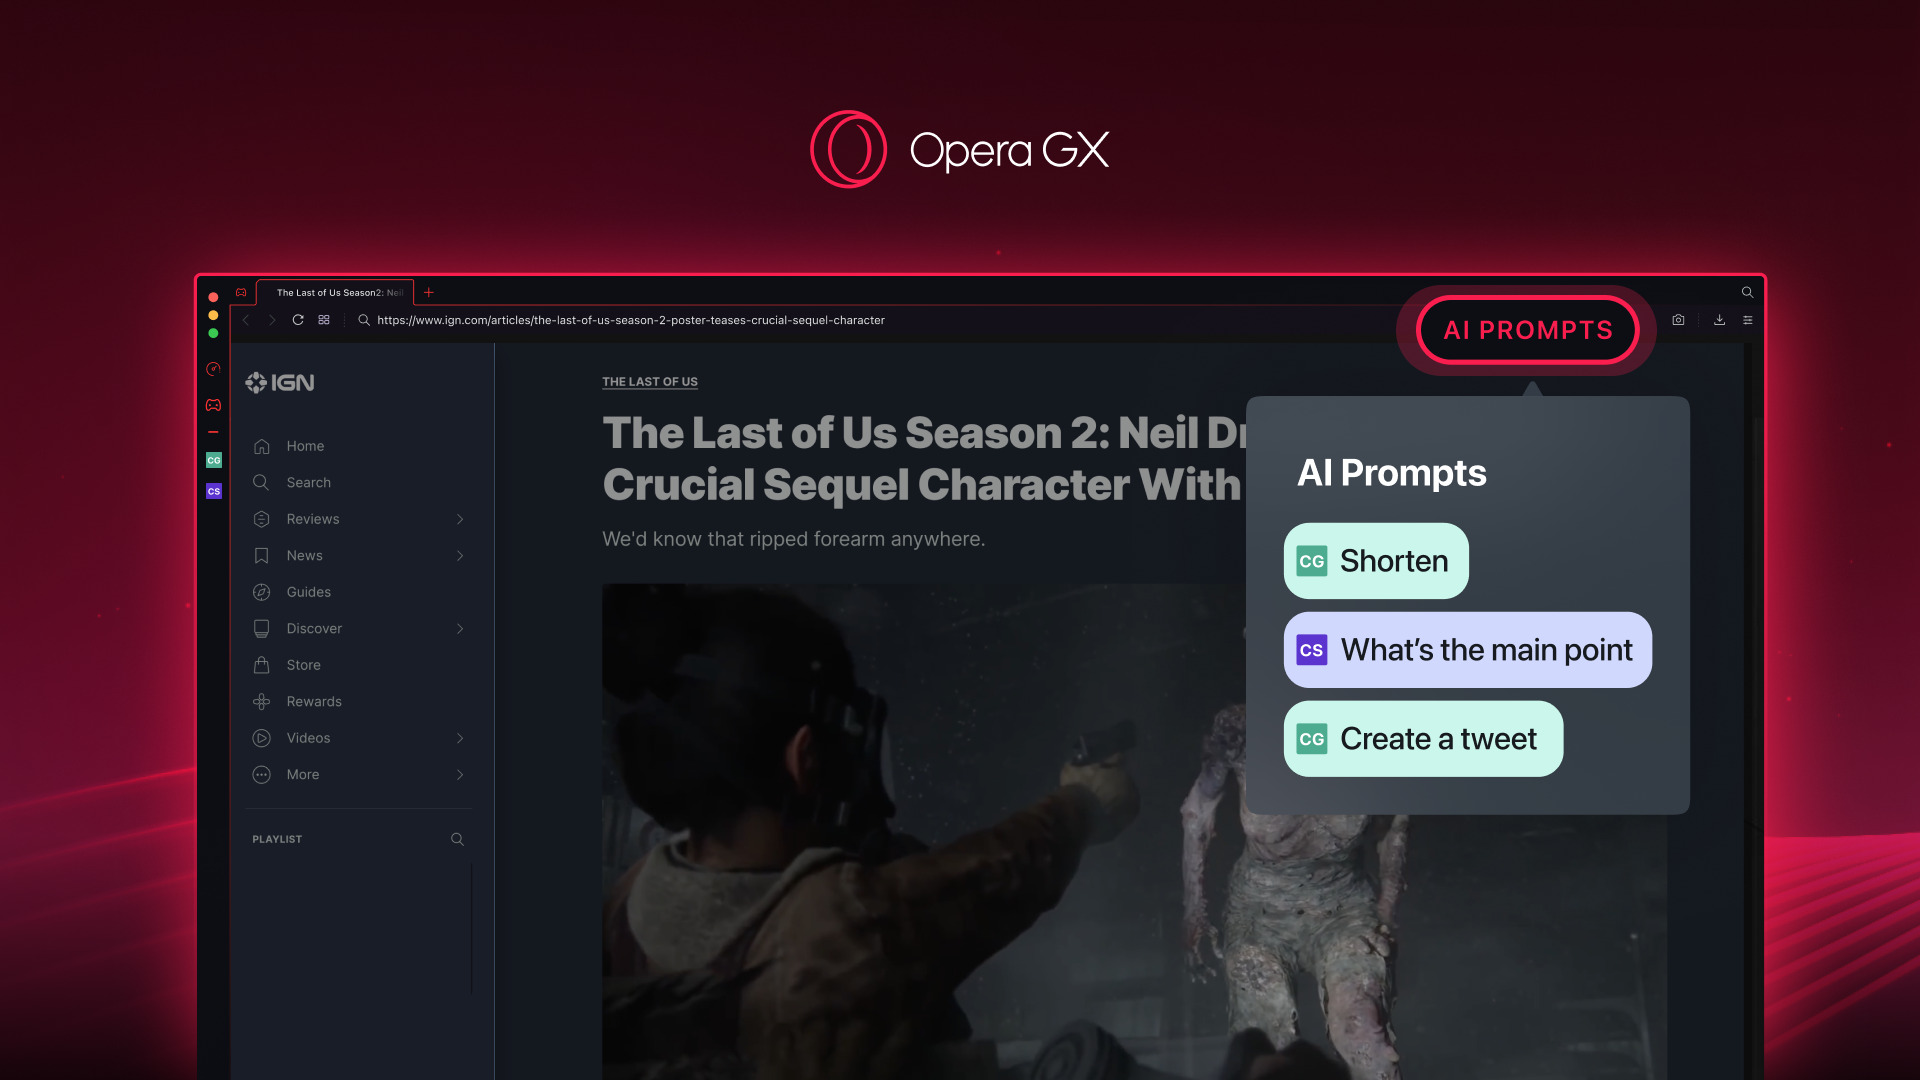 Opera GX
The Last of Us Season2: Neil
https://www.ign.com/articles/the-last-of-us-season-2-poster-teases-crucial-sequel-character
AI PROMPTS
CG
CS
IGN
Home
Search
Reviews
News
Guides
Discover
Store
Rewards
Videos
More
PLAYLIST
THE LAST OF US
The Last of Us Season 2: Neil
Crucial Sequel Character With
We'd know that ripped forearm anywhere.
AI Prompts
CG Shorten
CS What's the main point
CG Create a tweet